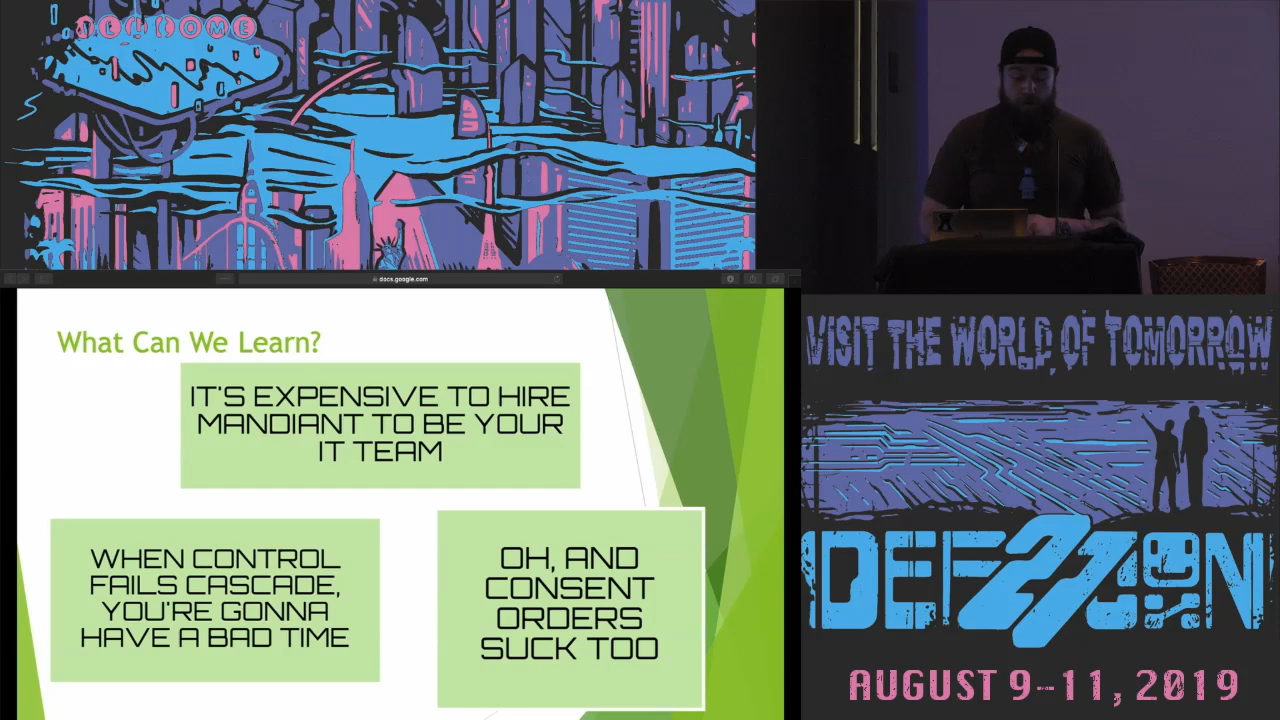 WELCOME
docs.google.com
What Can We Learn?
IT'S EXPENSIVE TO HIRE
MANDIANT TO BE YOUR
IT TEAM
WHEN CONTROL
FAILS CASCADE,
YOU'RE GONNA
HAVE A BAD TIME
OH, AND
CONSENT
ORDERS
SUCK TOO
VISIT THE WORLD OF TOMORROW
DEF27CON
AUGUST 9-11, 2019